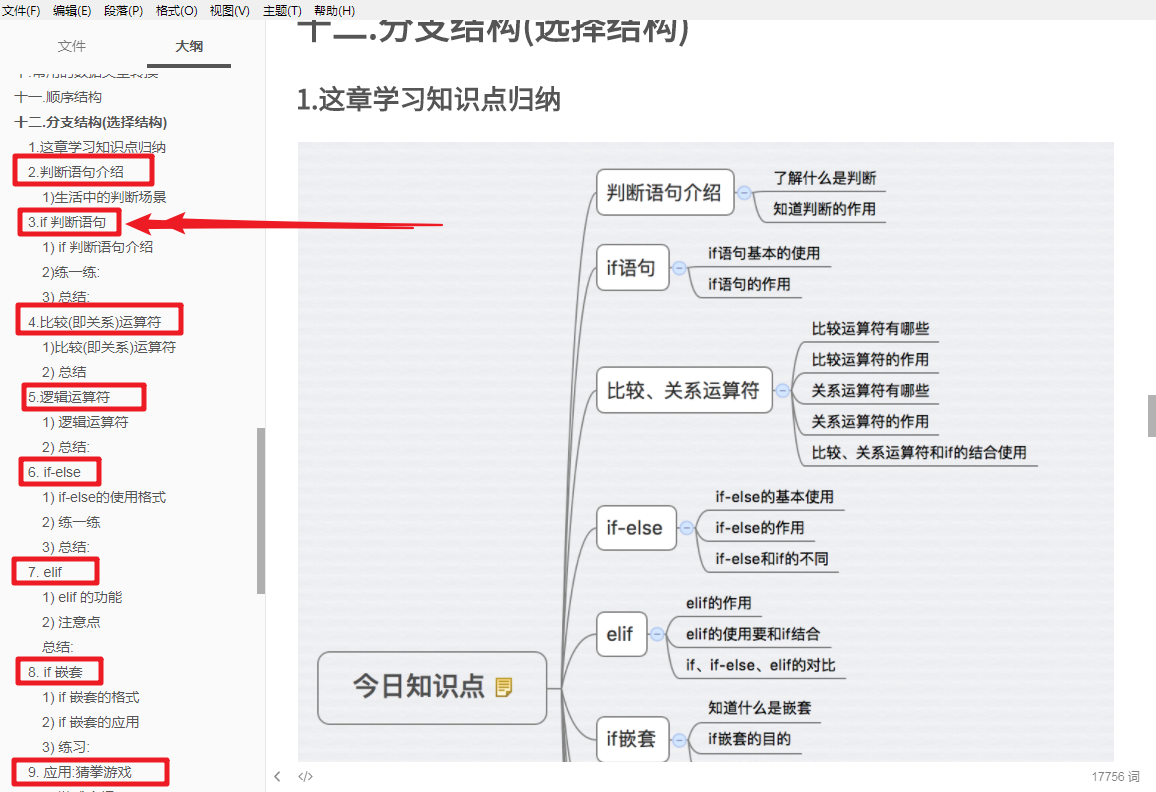 文件(F) 编辑(E) 段落(P) 格式(O) 视图(V) 主题(T) 帮助(H)
文件 大纲
十一.顺序结构
十二.分支结构(选择结构)
1.这章学习知识点归纳
2.判断语句介绍
1)生活中的判断场景
3.if 判断语句
1) if 判断语句介绍
2)练一练:
3) 总结:
4.比较(即关系)运算符
1)比较(即关系)运算符
2) 总结
5.逻辑运算符
1) 逻辑运算符
2) 总结:
6. if-else
1) if-else的使用格式
2) 练一练
3) 总结:
7. elif
1) elif 的功能
2) 注意点
总结:
8. if 嵌套
1) if 嵌套的格式
2) if 嵌套的应用
3) 练习:
9. 应用:猜拳游戏
十二.分支结构(选择结构)
1.这章学习知识点归纳
今日知识点
判断语句介绍
了解什么是判断
知道判断的作用
if语句
if语句基本的使用
if语句的作用
比较、关系运算符
比较运算符有哪些
比较运算符的作用
关系运算符有哪些
关系运算符的作用
比较、关系运算符和if的结合使用
if-else
if-else的基本使用
if-else的作用
if-else和if的不同
elif
elif的作用
elif的使用要和if结合
if、if-else、elif的对比
if嵌套
知道什么是嵌套
if嵌套的目的
</>
17756 词